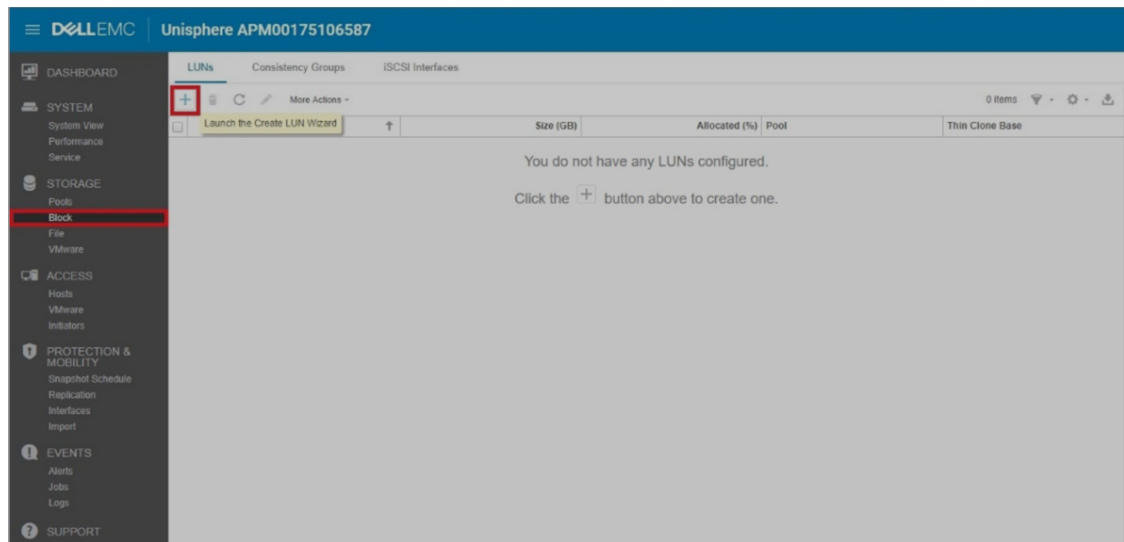 DELLEMC Unisphere APM00175106587
DASHBOARD
SYSTEM
System View
Performance
Service
STORAGE
Pools
Block
File
VMware
ACCESS
Hosts
VMware
Initiators
PROTECTION &
MOBILITY
Snapshot Schedule
Replication
Interfaces
Import
EVENTS
Alerts
Jobs
Logs
SUPPORT
LUNs Consistency Groups iSCSI Interfaces
More Actions
0 items
Launch the Create LUN Wizard
Size (GB) Allocated (%) Pool Thin Clone Base
You do not have any LUNs configured.
Click the + button above to create one.